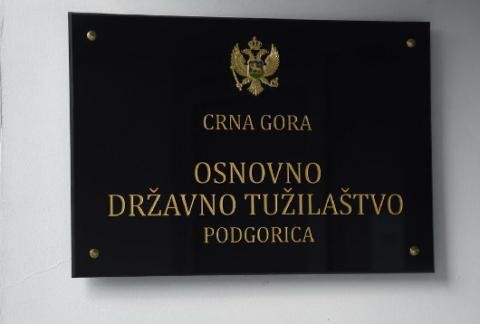 CRNA GORA
OSNOVNO
DRŽAVNO TUŽILAŠTVO
PODGORICA